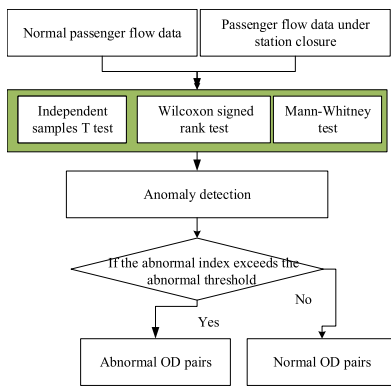 Normal passenger flow data
Passenger flow data under
station closure
Independent
samples T test
Wilcoxon signed
rank test
Mann-Whitney
test
Anomaly detection
If the abnormal index exceeds the
abnormal threshold
No
Yes
Abnormal OD pairs
Normal OD pairs